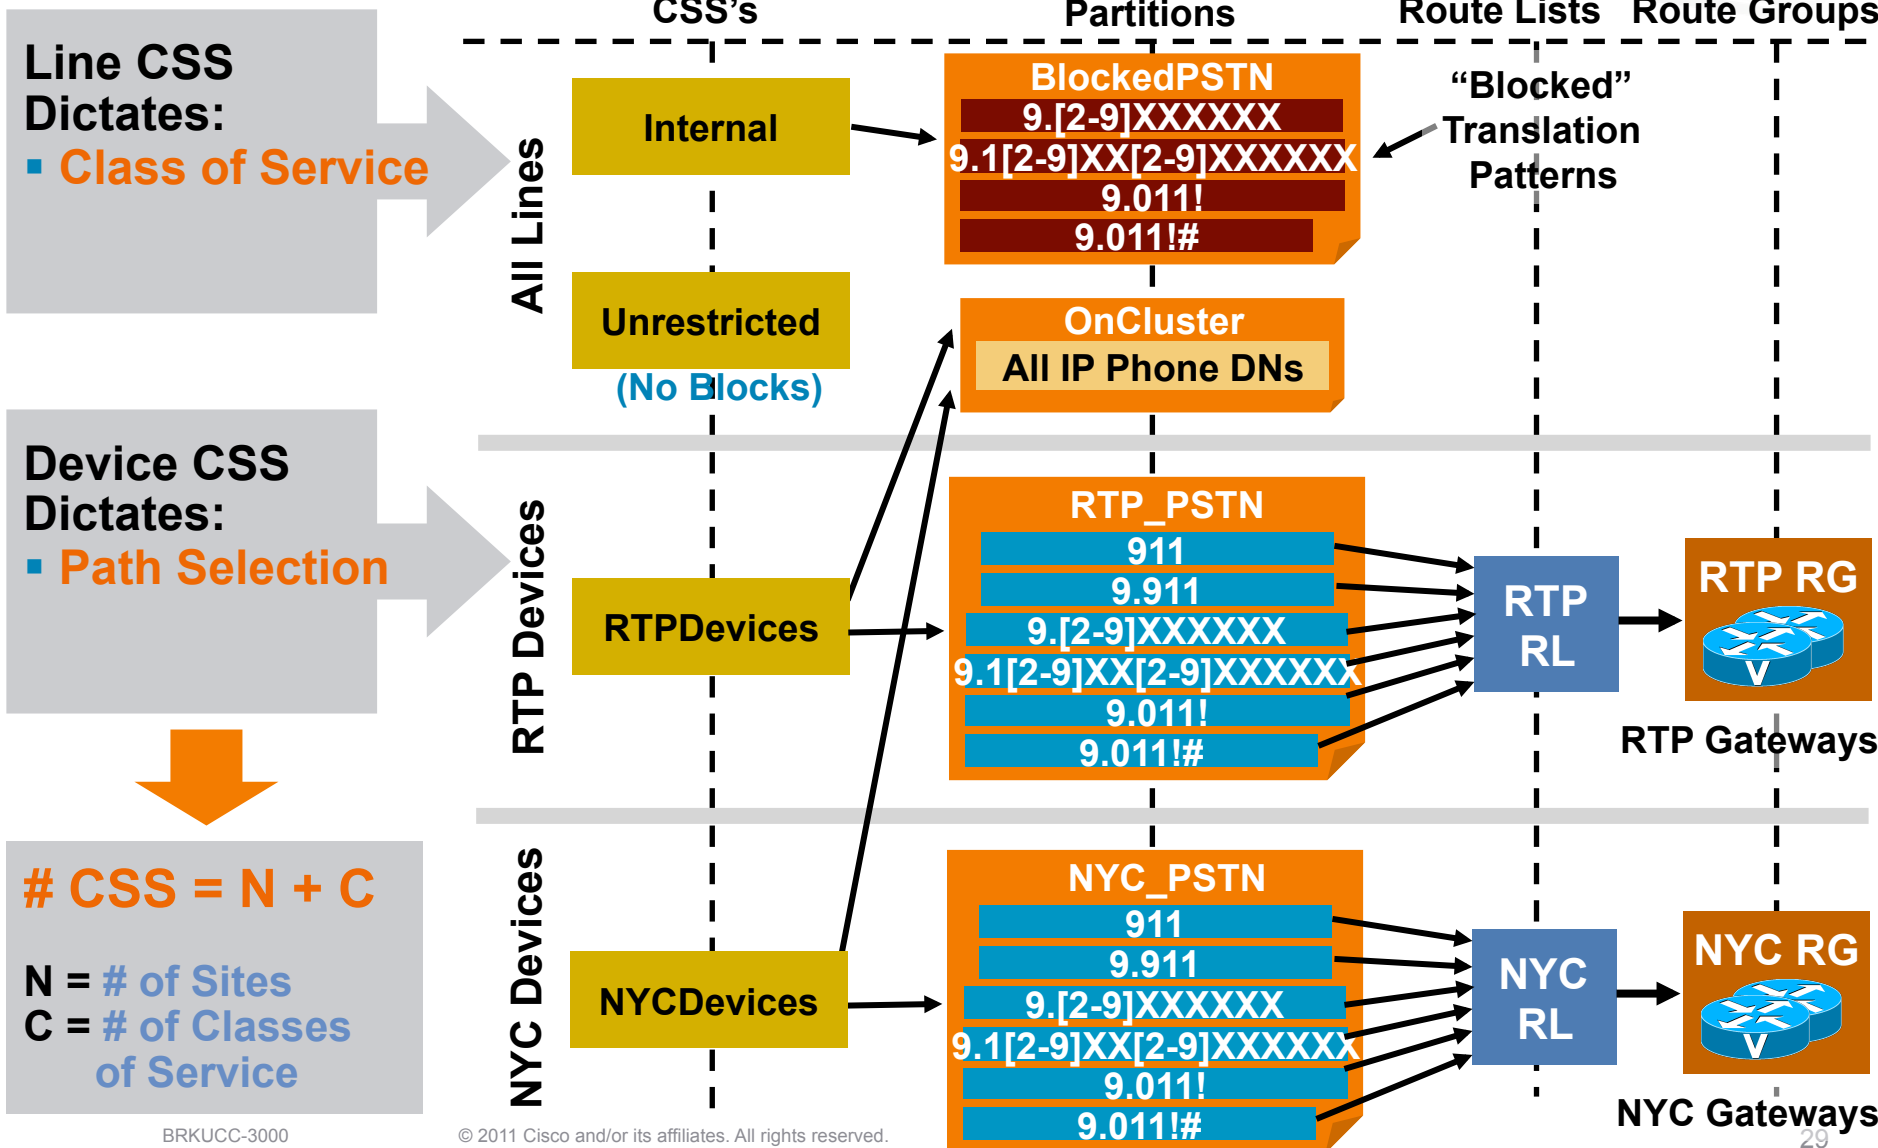 CSS's
Partitions
Route Lists
Route Groups
Line CSS
Dictates:
▪ Class of Service
All Lines
Internal
Unrestricted
(No Blocks)
BlockedPSTN
9.[2-9]XXXXXX
9.1[2-9]XX[2-9]XXXXXX
9.011!
9.011!#
“Blocked”
Translation
Patterns
OnCluster
All IP Phone DNs
Device CSS
Dictates:
▪ Path Selection
RTP Devices
RTPDevices
RTP_PSTN
911
9.911
9.[2-9]XXXXXX
9.1[2-9]XX[2-9]XXXXXX
9.011!
9.011!#
RTP
RL
RTP RG
V
RTP Gateways
# CSS = N + C
N = # of Sites
C = # of Classes
of Service
NYC Devices
NYCDevices
NYC_PSTN
911
9.911
9.[2-9]XXXXXX
9.1[2-9]XX[2-9]XXXXXX
9.011!
9.011!#
NYC
RL
NYC RG
V
NYC Gateways
BRKUCC-3000
© 2011 Cisco and/or its affiliates. All rights reserved.
29